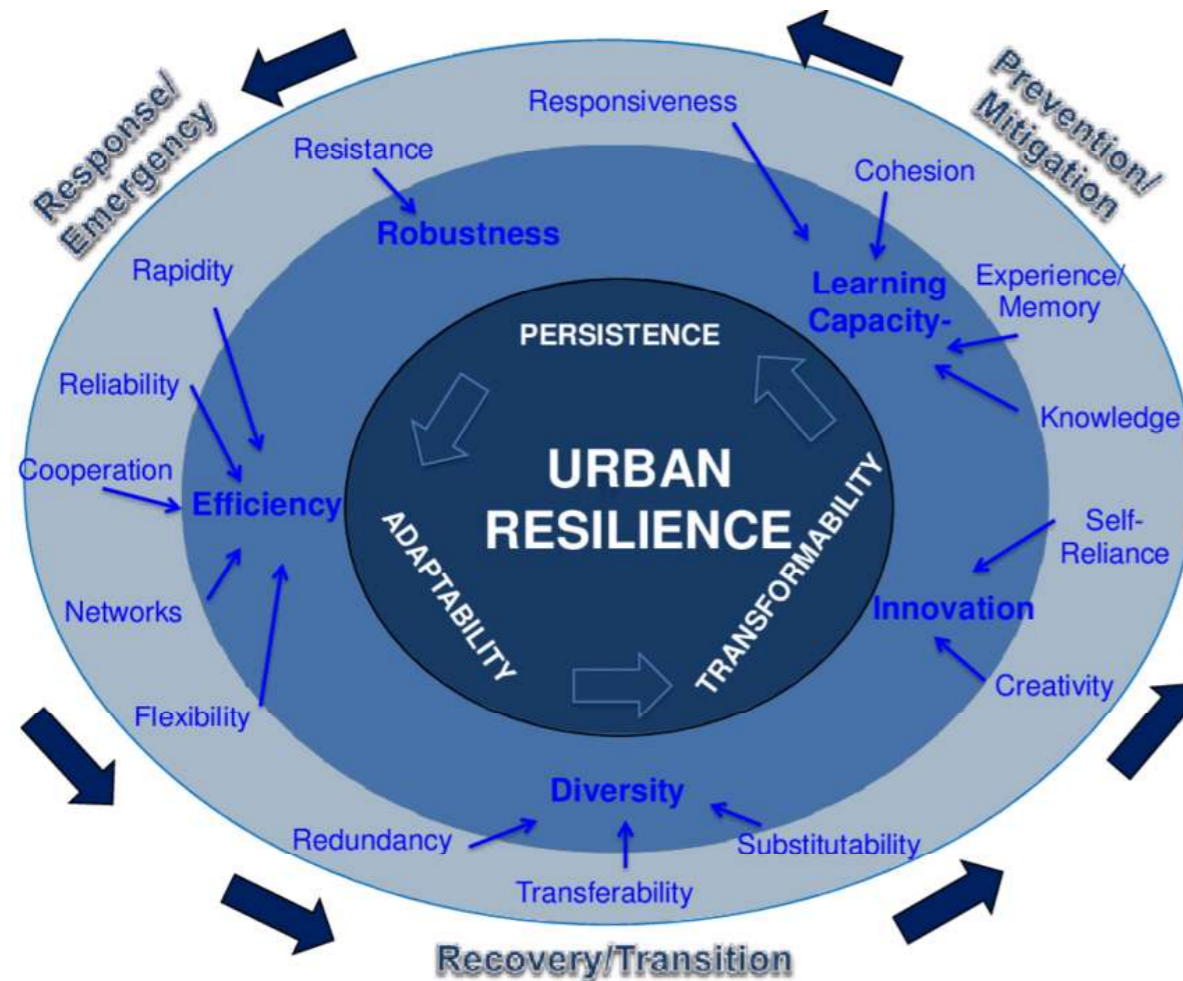 Response/
Emergency
Prevention/
Mitigation
Responsiveness
Resistance
Cohesion
Robustness
Rapidity
Learning
Capacity-
Experience/
Memory
PERSISTENCE
Reliability
Knowledge
Cooperation
Efficiency
URBAN
RESILIENCE
ADAPTABILITY
TRANSFORMABILITY
Self-
Reliance
Networks
Innovation
Flexibility
Creativity
Diversity
Redundancy
Substitutability
Transferability
Recovery/Transition